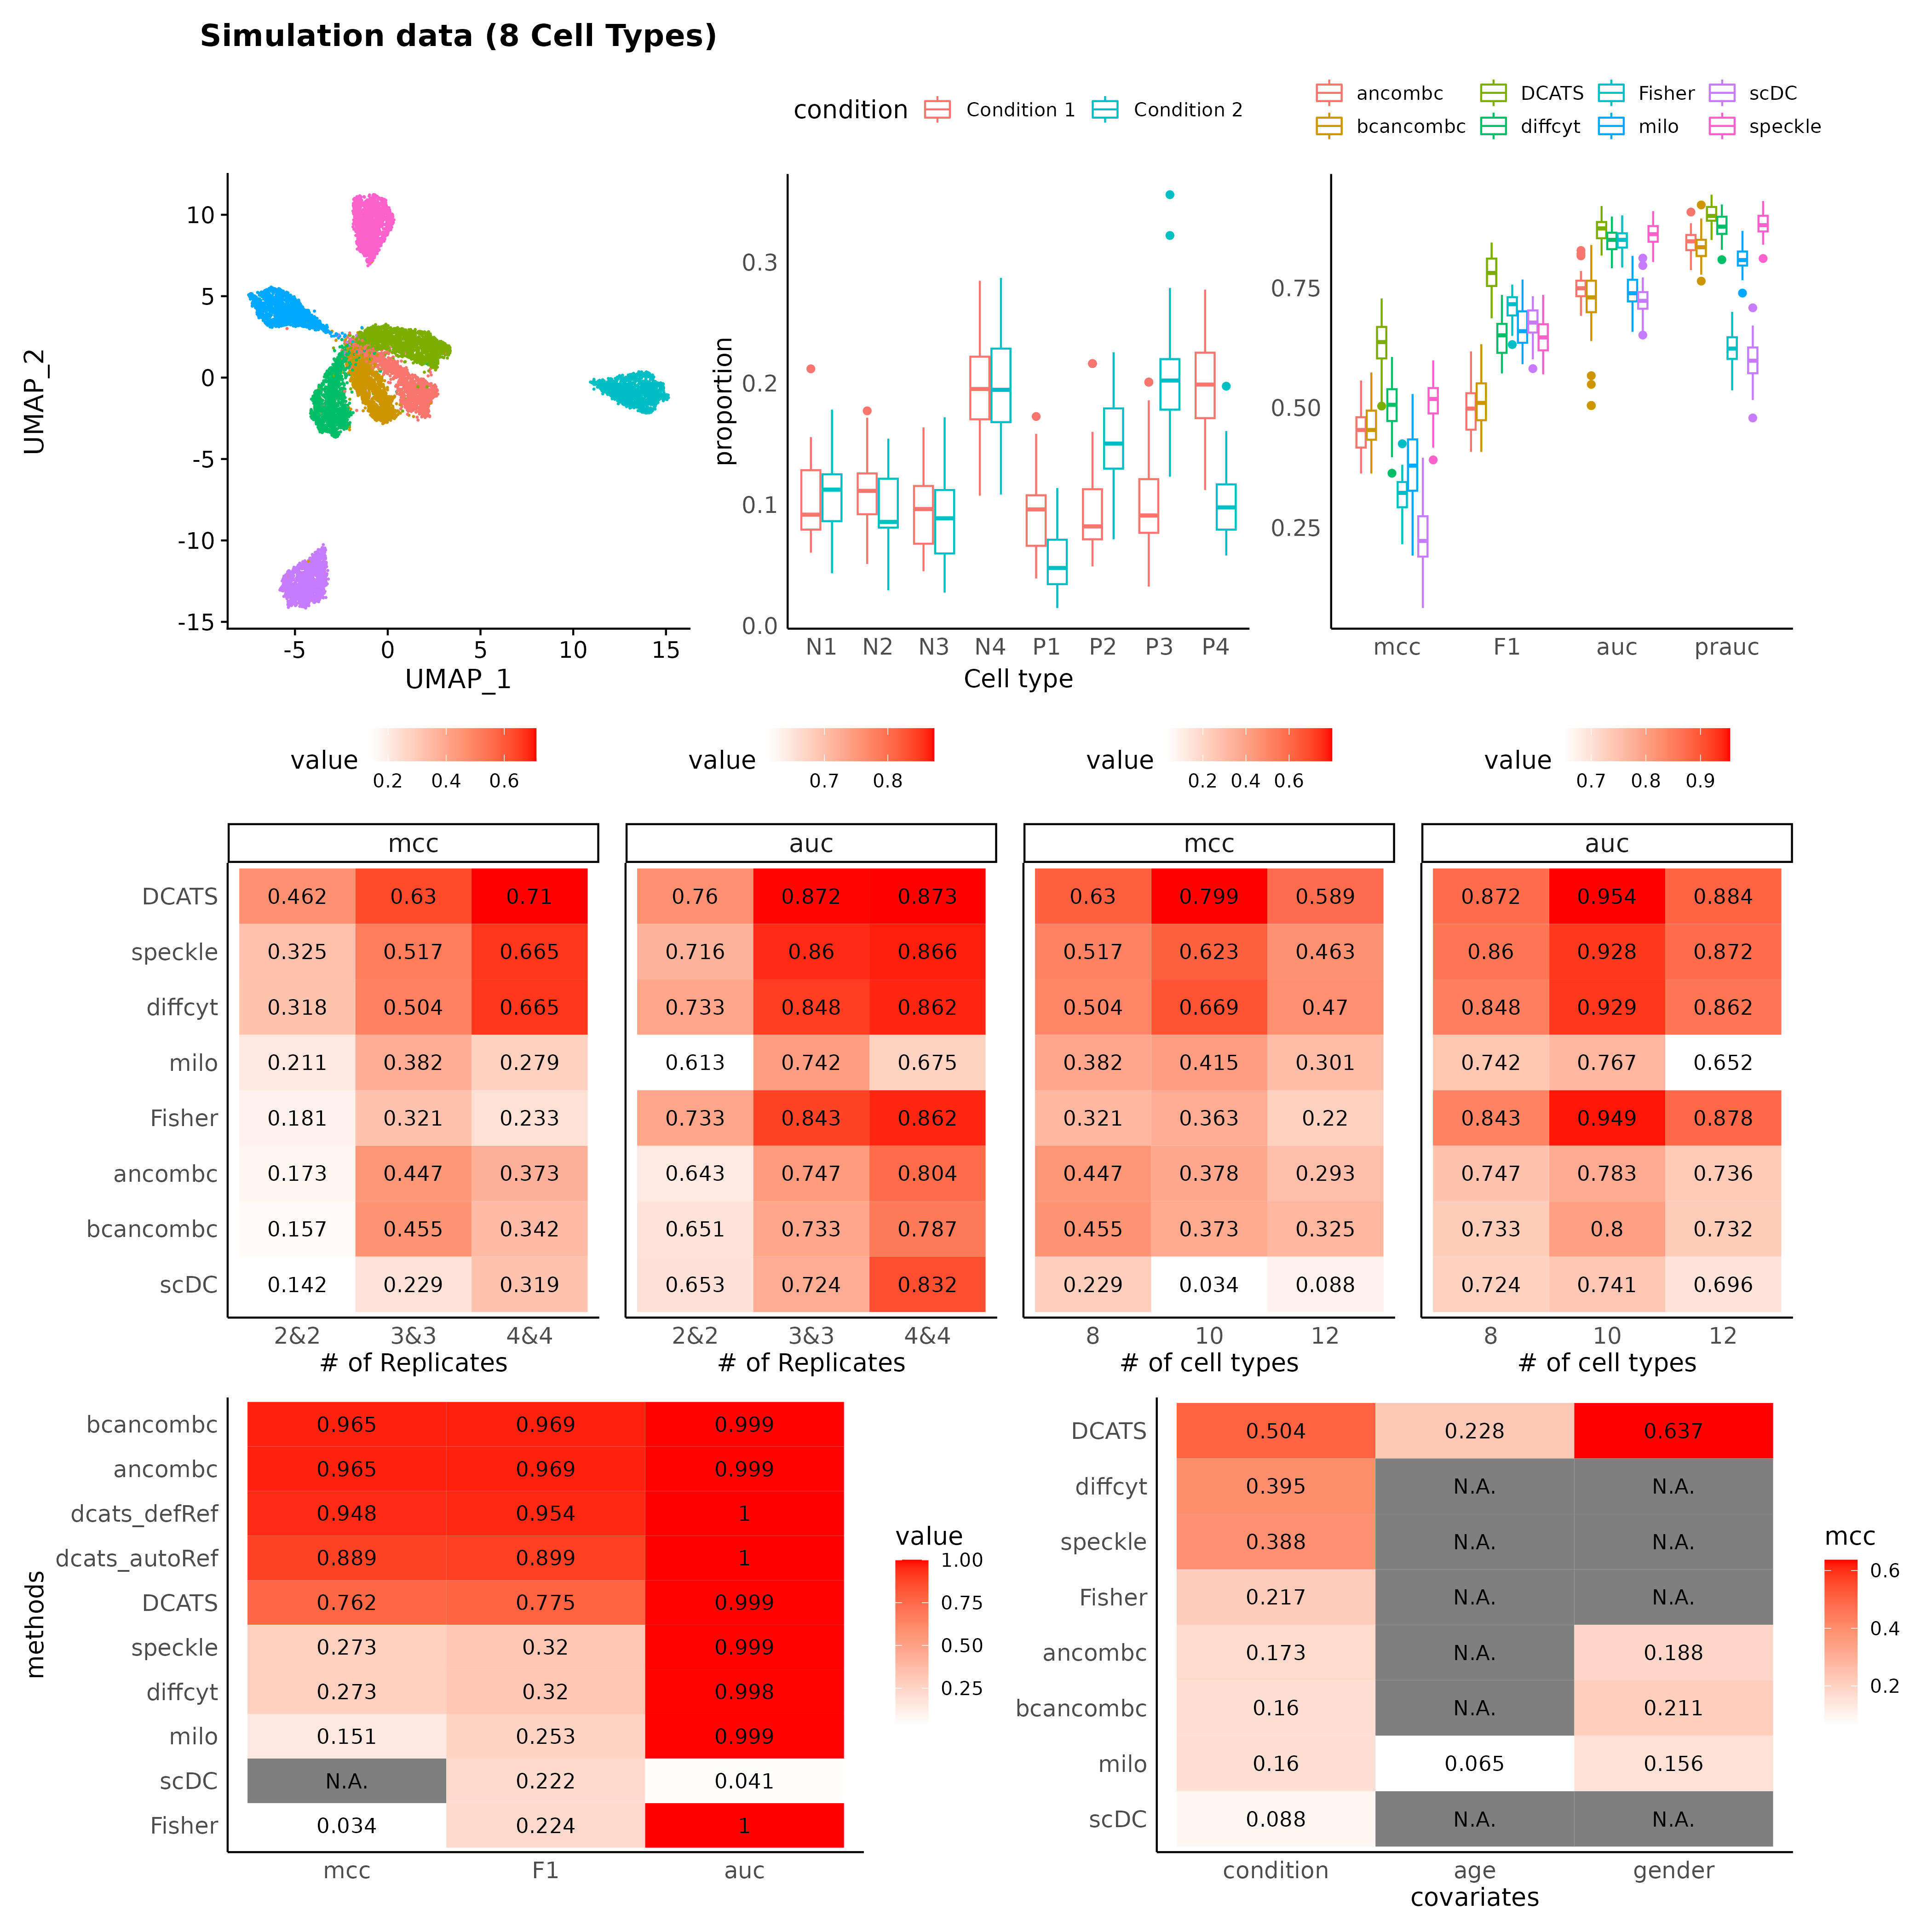 Simulation data (8 Cell Types)
condition Condition 1 Condition 2
ancombc DCATS Fisher scDC
bcancombc diffcyt milo speckle
UMAP_2
10
5
0
-5
-10
-15
-5 0 5 10 15
UMAP_1
proportion
0.3
0.2
0.1
0.0
N1 N2 N3 N4 P1 P2 P3 P4
Cell type
0.75
0.50
0.25
mcc F1 auc prauc
value 0.2 0.4 0.6
value 0.7 0.8
value 0.2 0.4 0.6
value 0.7 0.8 0.9
mcc auc mcc auc
DCATS 0.462 0.63 0.71 0.76 0.872 0.873 0.63 0.799 0.589 0.872 0.954 0.884
speckle 0.325 0.517 0.665 0.716 0.86 0.866 0.517 0.623 0.463 0.86 0.928 0.872
diffcyt 0.318 0.504 0.665 0.733 0.848 0.862 0.504 0.669 0.47 0.848 0.929 0.862
milo 0.211 0.382 0.279 0.613 0.742 0.675 0.382 0.415 0.301 0.742 0.767 0.652
Fisher 0.181 0.321 0.233 0.733 0.843 0.862 0.321 0.363 0.22 0.843 0.949 0.878
ancombc 0.173 0.447 0.373 0.643 0.747 0.804 0.447 0.378 0.293 0.747 0.783 0.736
bcancombc 0.157 0.455 0.342 0.651 0.733 0.787 0.455 0.373 0.325 0.733 0.8 0.732
scDC 0.142 0.229 0.319 0.653 0.724 0.832 0.229 0.034 0.088 0.724 0.741 0.696
2&2 3&3 4&4 2&2 3&3 4&4 8 10 12 8 10 12
# of Replicates # of Replicates # of cell types # of cell types
methods
bcancombc 0.965 0.969 0.999
ancombc 0.965 0.969 0.999
dcats_defRef 0.948 0.954 1
dcats_autoRef 0.889 0.899 1
DCATS 0.762 0.775 0.999
speckle 0.273 0.32 0.999
diffcyt 0.273 0.32 0.998
milo 0.151 0.253 0.999
scDC N.A. 0.222 0.041
Fisher 0.034 0.224 1
mcc F1 auc
value
1.00
0.75
0.50
0.25
DCATS 0.504 0.228 0.637
diffcyt 0.395 N.A. N.A.
speckle 0.388 N.A. N.A.
Fisher 0.217 N.A. N.A.
ancombc 0.173 N.A. 0.188
bcancombc 0.16 N.A. 0.211
milo 0.16 0.065 0.156
scDC 0.088 N.A. N.A.
condition age gender
covariates
mcc
0.6
0.4
0.2